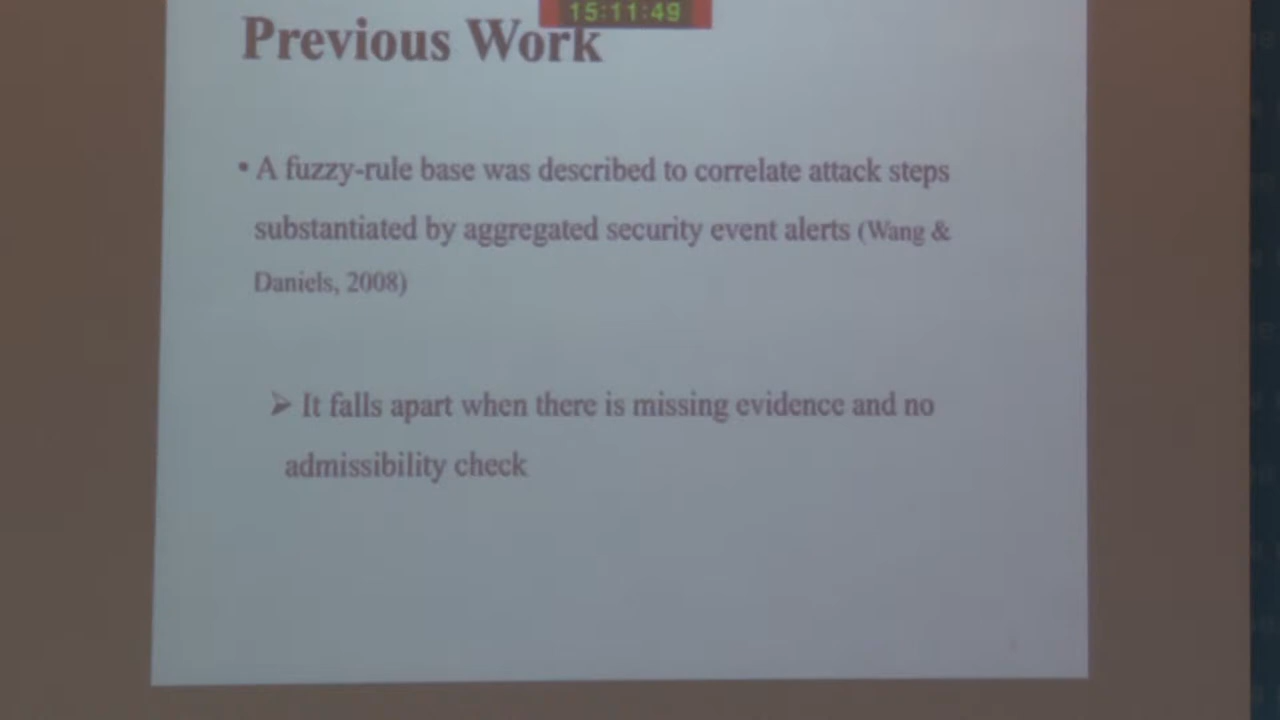 15:11:49
Previous Work
• A fuzzy-rule base was described to correlate attack steps
substantiated by aggregated security event alerts (Wang &
Daniels, 2008)
➢ It falls apart when there is missing evidence and no
admissibility check